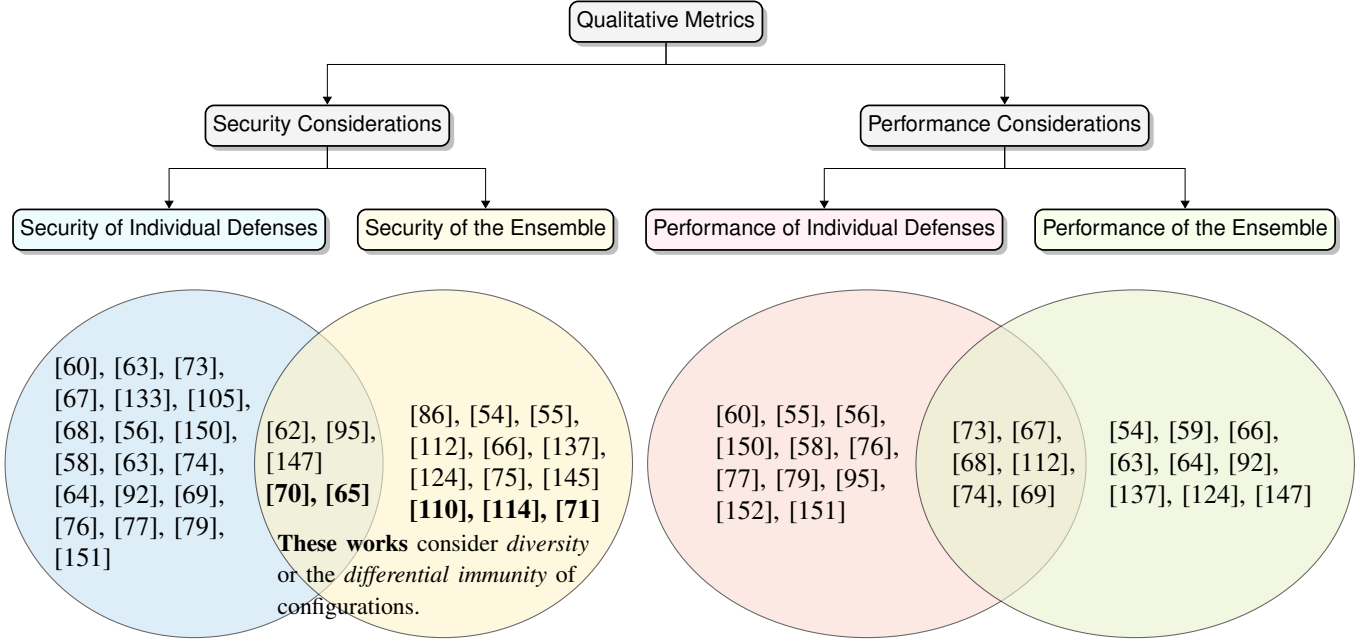 Qualitative Metrics
Security Considerations
Performance Considerations
Security of Individual Defenses
Security of the Ensemble
Performance of Individual Defenses
Performance of the Ensemble
[60], [63], [73],
[67], [133], [105],
[68], [56], [150],
[58], [63], [74],
[64], [92], [69],
[76], [77], [79],
[151]
[62], [95],
[147]
[70], [65]
[86], [54], [55],
[112], [66], [137],
[124], [75], [145]
[110], [114], [71]
These works consider diversity
or the differential immunity of
configurations.
[60], [55], [56],
[150], [58], [76],
[77], [79], [95],
[152], [151]
[73], [67],
[68], [112],
[74], [69]
[54], [59], [66],
[63], [64], [92],
[137], [124], [147]